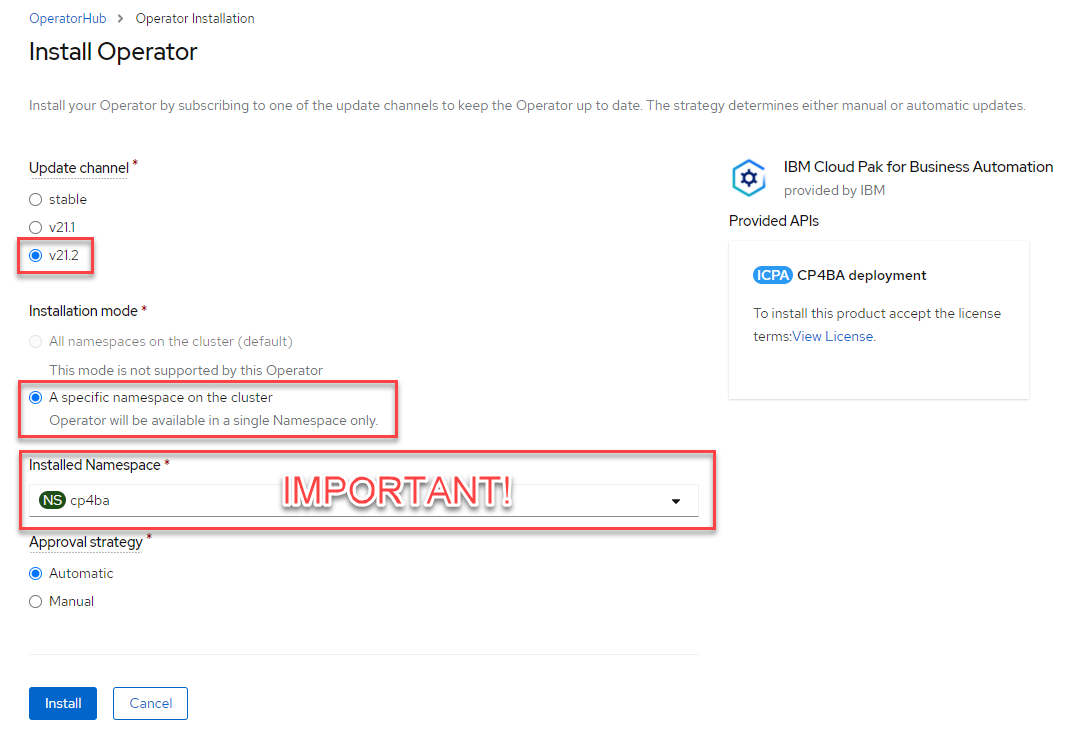 OperatorHub > Operator Installation
Install Operator
Install your Operator by subscribing to one of the update channels to keep the Operator up to date. The strategy determines either manual or automatic updates.
Update channel *
stable
v21.1
v21.2
Installation mode *
All namespaces on the cluster (default)
This mode is not supported by this Operator
A specific namespace on the cluster
Operator will be available in a single Namespace only.
Installed Namespace *
NS cp4ba
IMPORTANT!
Approval strategy *
Automatic
Manual
Install
Cancel
IBM Cloud Pak for Business Automation
provided by IBM
Provided APIs
ICPA CP4BA deployment
To install this product accept the license
terms:View License.